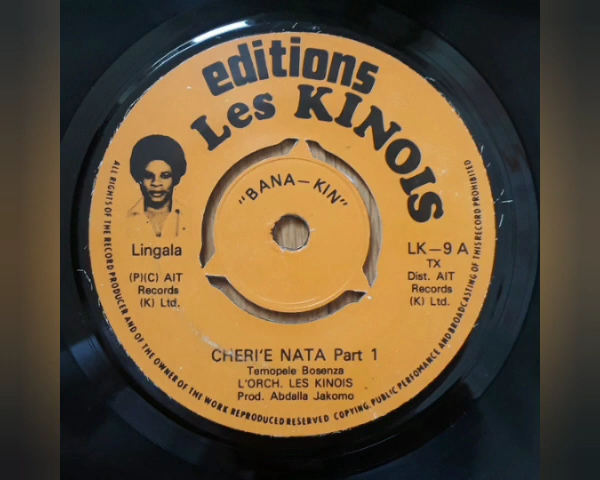 editions
Les KINOIS
"BANA-KIN"
Lingala
(P)(C) AIT
Records
(K) Ltd.
LK-9 A
TX
Dist. AIT
Records
(K) Ltd.
CHERI'E NATA Part 1
Temopele Bosenza
L'ORCH. LES KINOIS
Prod. Abdalla Jakomo
ALL RIGHTS OF THE RECORD PRODUCER AND OF THE OWNER OF THE WORK REPRODUCED RESERVED COPYING, PUBLIC PERFOMANCE AND BROADCASTING OF THIS RECORD PROHIBITED